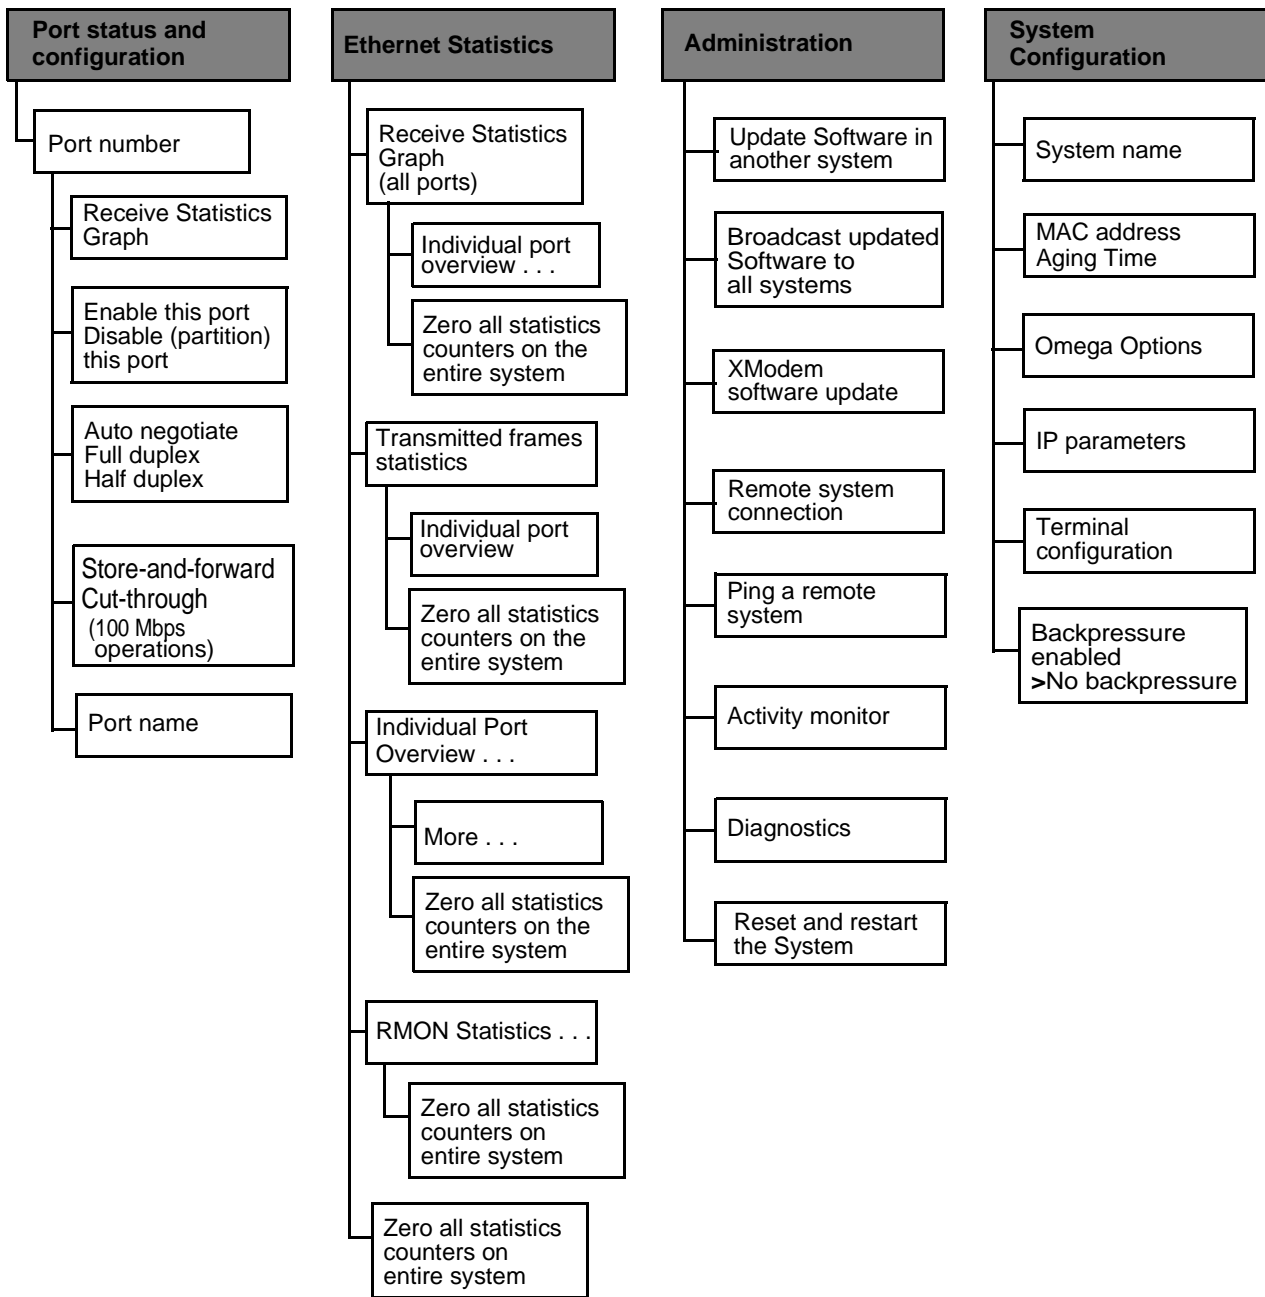 Port status and
configuration
Port number
Receive Statistics
Graph
Enable this port
Disable (partition)
this port
Auto negotiate
Full duplex
Half duplex
Store-and-forward
Cut-through
(100 Mbps
operations)
Port name
Ethernet Statistics
Receive Statistics
Graph
(all ports)
Individual port
overview . . .
Zero all statistics
counters on the
entire system
Transmitted frames
statistics
Individual port
overview
Zero all statistics
counters on the
entire system
Individual Port
Overview . . .
More . . .
Zero all statistics
counters on the
entire system
RMON Statistics . . .
Zero all statistics
counters on
entire system
Zero all statistics
counters on
entire system
Administration
Update Software in
another system
Broadcast updated
Software to
all systems
XModem
software update
Remote system
connection
Ping a remote
system
Activity monitor
Diagnostics
Reset and restart
the System
System
Configuration
System name
MAC address
Aging Time
Omega Options
IP parameters
Terminal
configuration
Backpressure
enabled
>No backpressure